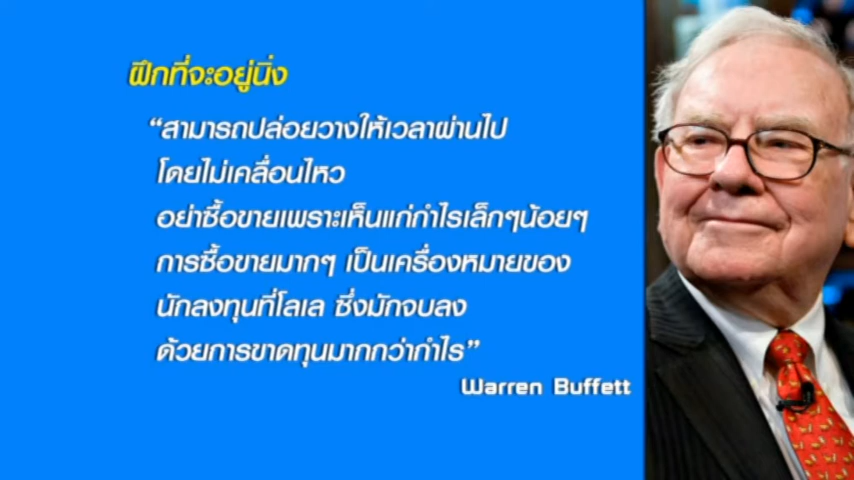 ฝึกที่จะอยู่นิ่ง
“สามารถปล่อยวางให้เวลาผ่านไป
โดยไม่เคลื่อนไหว
อย่าซื้อขายเพราะเห็นแก่กำไรเล็กๆน้อยๆ
การซื้อขายมากๆ เป็นเครื่องหมายของ
นักลงทุนที่โลเล ซึ่งมักจบลง
ด้วยการขาดทุนมากกว่ากำไร”
Warren Buffett